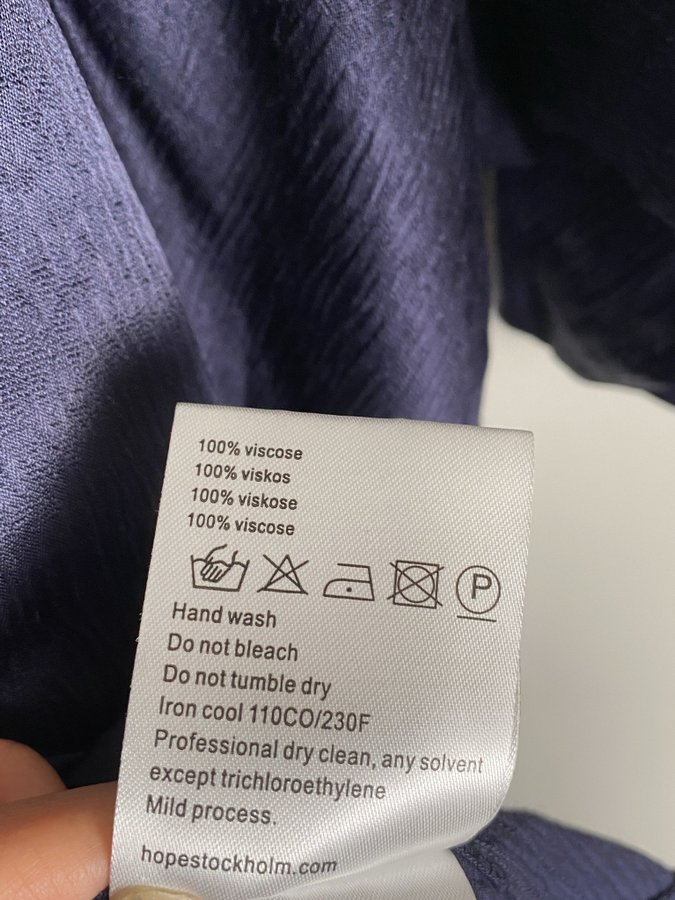 100% viscose
100% viskos
100% viskose
100% viscose
P
Hand wash
Do not bleach
Do not tumble dry
Iron cool 110CO/230F
Professional dry clean, any solvent
except trichloroethylene
Mild process.
hopestockholm.com